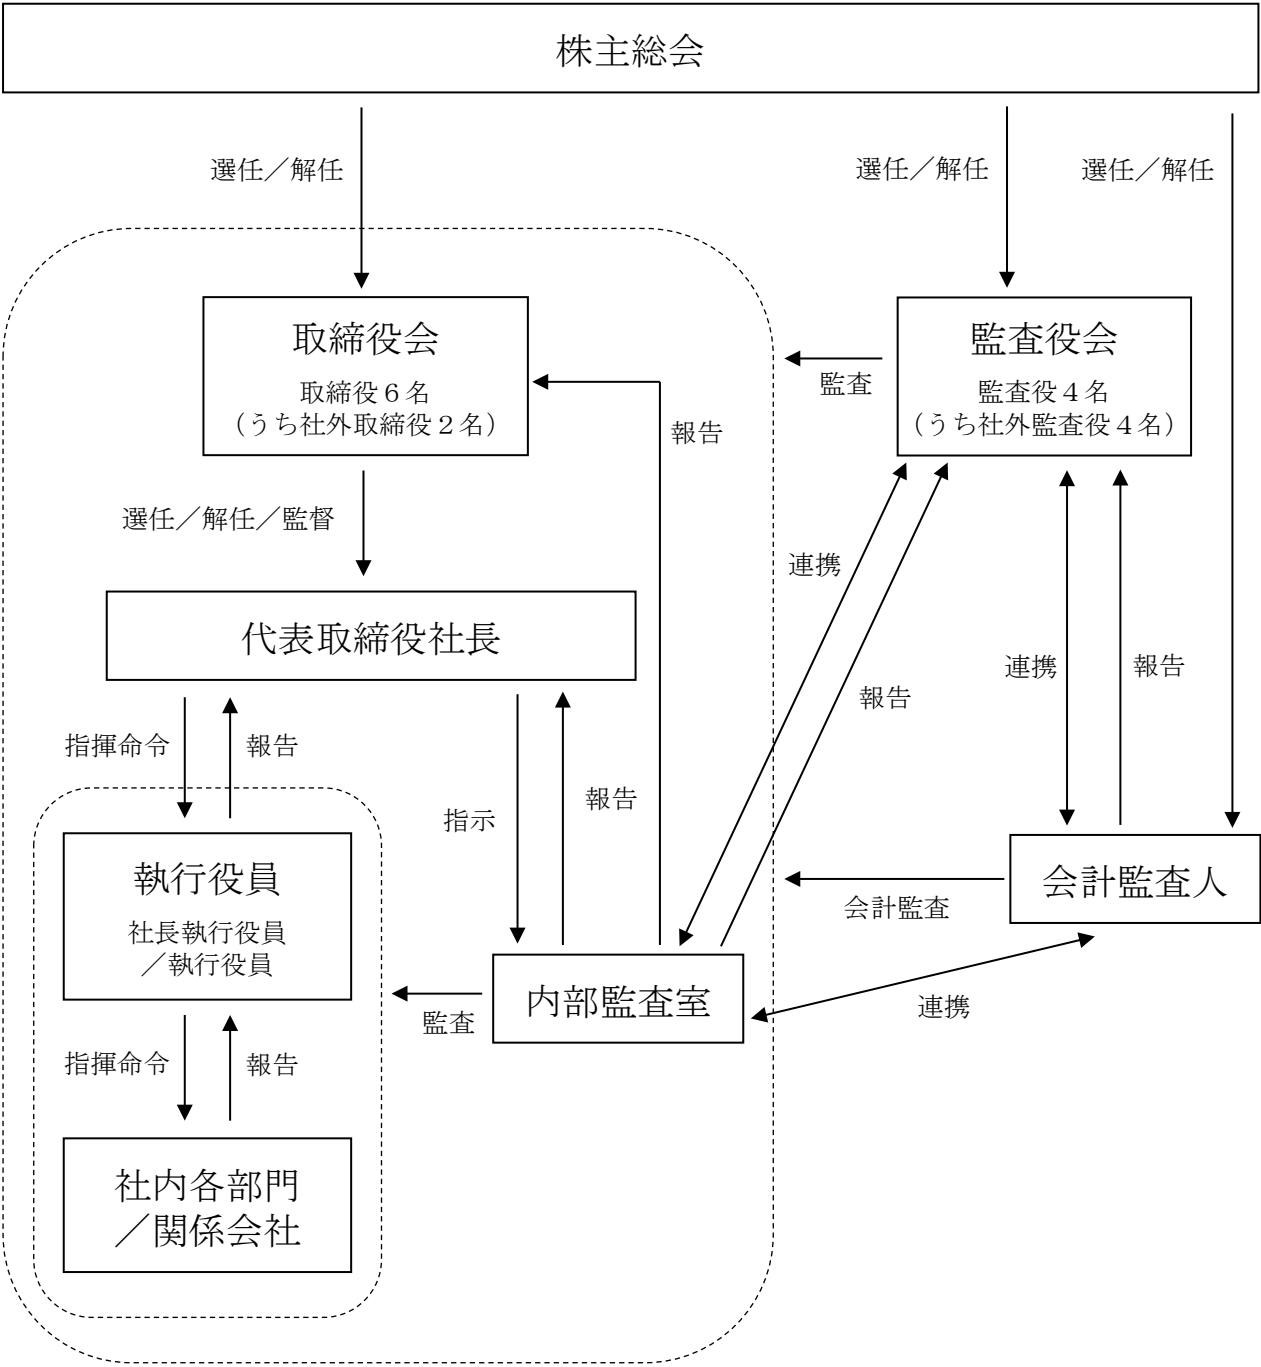 株主総会
選任／解任
選任／解任
選任／解任
取締役会
取締役６名
（うち社外取締役２名）
監査役会
監査役４名
（うち社外監査役４名）
監査
報告
選任／解任／監督
連携
代表取締役社長
連携
報告
報告
指揮命令
報告
指示
報告
執行役員
社長執行役員
／執行役員
会計監査人
会計監査
内部監査室
監査
連携
指揮命令
報告
社内各部門
／関係会社